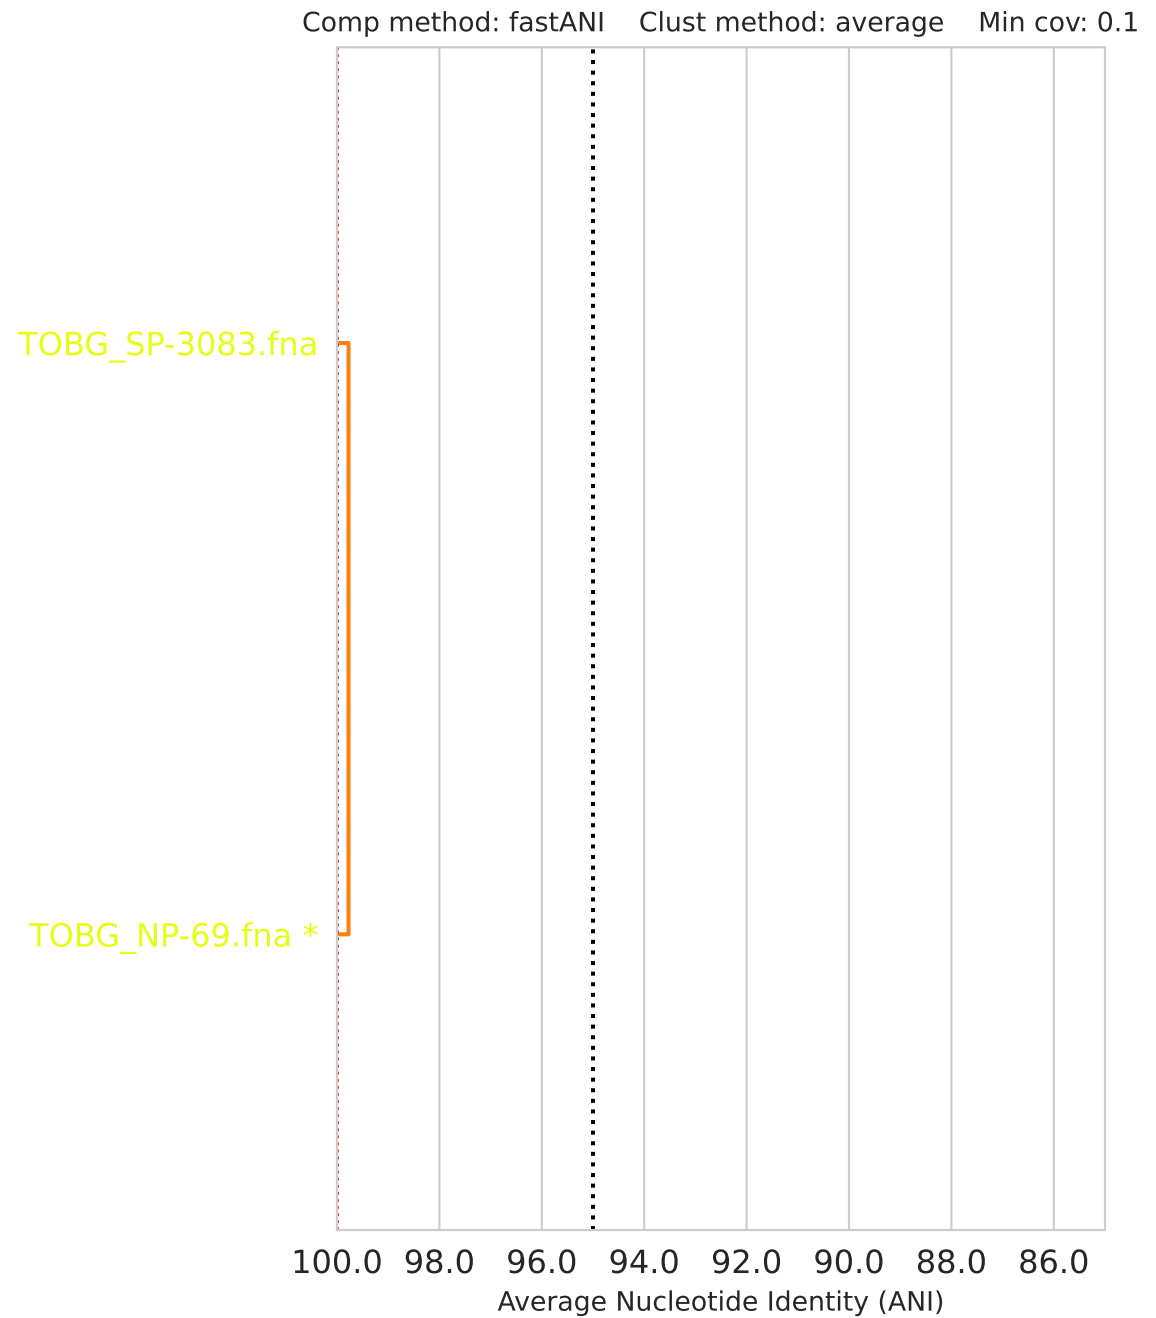 Comp method: fastANI    Clust method: average    Min cov: 0.1
TOBG_SP-3083.fna
TOBG_NP-69.fna *
100.0 98.0 96.0 94.0 92.0 90.0 88.0 86.0
Average Nucleotide Identity (ANI)